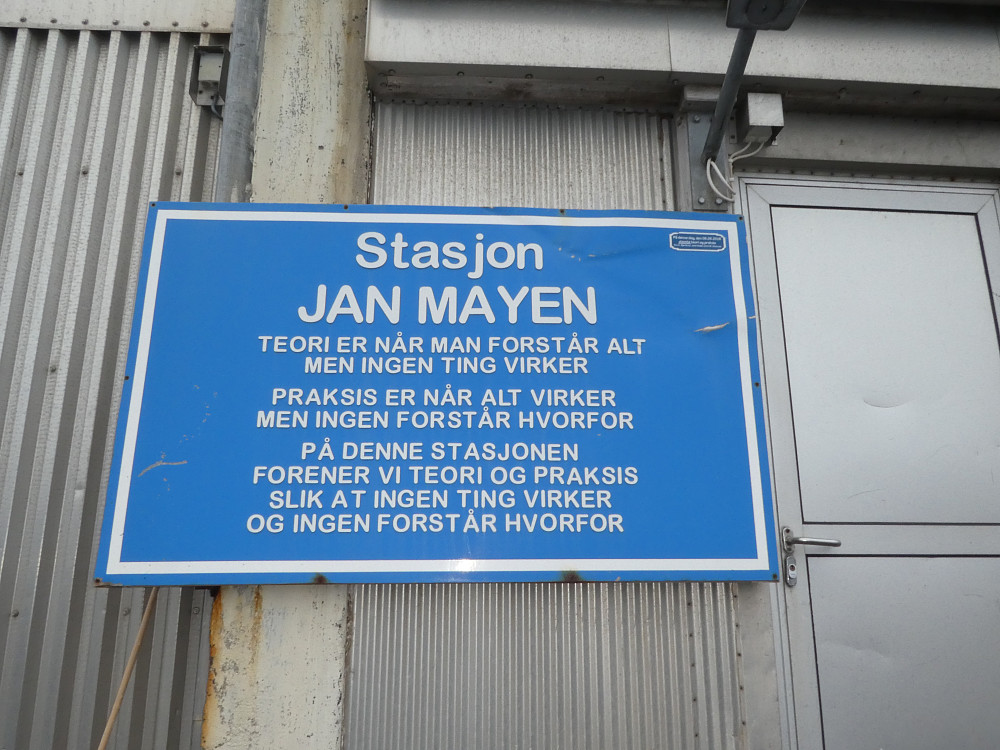 Stasjon
JAN MAYEN
TEORI ER NÅR MAN FORSTÅR ALT
MEN INGEN TING VIRKER
PRAKSIS ER NÅR ALT VIRKER
MEN INGEN FORSTÅR HVORFOR
PÅ DENNE STASJONEN
FORENER VI TEORI OG PRAKSIS
SLIK AT INGEN TING VIRKER
OG INGEN FORSTÅR HVORFOR